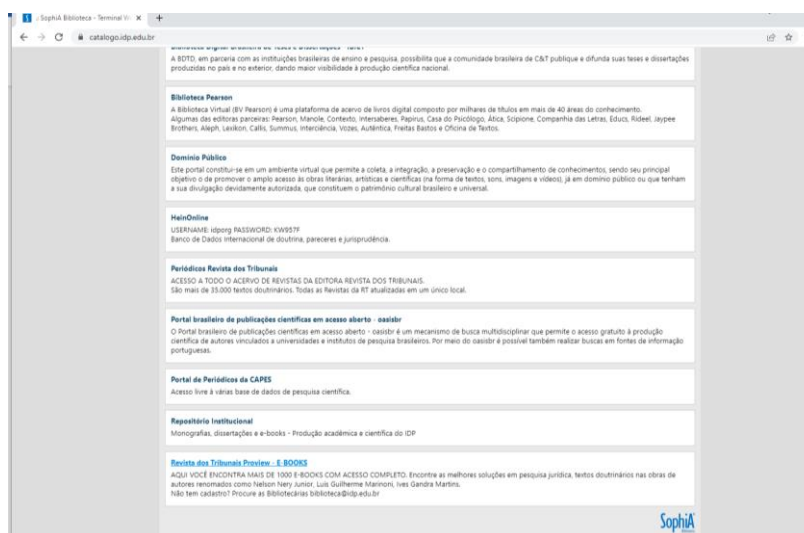 SophiA Biblioteca - Terminal W
catalogo.idp.edu.br
Biblioteca Digital Brasileira de Teses e Dissertações -
A BDTD, em parceria com as instituições brasileiras de ensino e pesquisa, possibilita que a comunidade brasileira de C&T publique e difunda suas teses e dissertações
produzidas no país e no exterior, dando maior visibilidade à produção científica nacional.
Biblioteca Pearson
A Biblioteca Virtual (BV Pearson) é uma plataforma de acervo de livros digital composto por milhares de títulos em mais de 40 áreas do conhecimento.
Algumas das editoras parceiras: Pearson, Manole, Contexto, Intersaberes, Papirus, Casa do Psicólogo, Ática, Scipione, Companhia das Letras, Educs, Rideel, Jaypee
Brothers, Aleph, Lexikon, Callis, Summus, Interciência, Vozes, Autêntica, Freitas Bastos e Oficina de Textos.
Domínio Público
Este portal constitui-se em um ambiente virtual que permite a coleta, a integração, a preservação e o compartilhamento de conhecimentos, sendo seu principal
objetivo o de promover o amplo acesso às obras literárias, artísticas e científicas (na forma de textos, sons, imagens e vídeos), já em domínio público ou que tenham
a sua divulgação devidamente autorizada, que constituem o patrimônio cultural brasileiro e universal.
HeinOnline
USERNAME: idporg PASSWORD: KW957F
Banco de Dados Internacional de doutrina, pareceres e jurisprudência.
Periódicos Revista dos Tribunais
ACESSO A TODO O ACERVO DE REVISTAS DA EDITORA REVISTA DOS TRIBUNAIS.
São mais de 35.000 textos doutrinários. Todas as Revistas da RT atualizadas em um único local.
Portal brasileiro de publicações científicas em acesso aberto - oasisbr
O Portal brasileiro de publicações científicas em acesso aberto - oasisbr é um mecanismo de busca multidisciplinar que permite o acesso gratuito à produção
científica de autores vinculados a universidades e institutos de pesquisa brasileiros. Por meio do oasisbr é possível também realizar buscas em fontes de informação
portuguesas.
Portal de Periódicos da CAPES
Acesso livre à várias base de dados de pesquisa científica.
Repositório Institucional
Monografias, dissertações e e-books - Produção acadêmica e científica do IDP
Revista dos Tribunais Proview - E-BOOKS
AQUI VOCÊ ENCONTRA MAIS DE 1000 E-BOOKS COM ACESSO COMPLETO. Encontre as melhores soluções em pesquisa jurídica, textos doutrinários nas obras de
autores renomados como Nelson Nery Junior, Luis Guilherme Marinoni, Ives Gandra Martins.
Não tem cadastro? Procure as Bibliotecárias biblioteca@idp.edu.br
SophiA